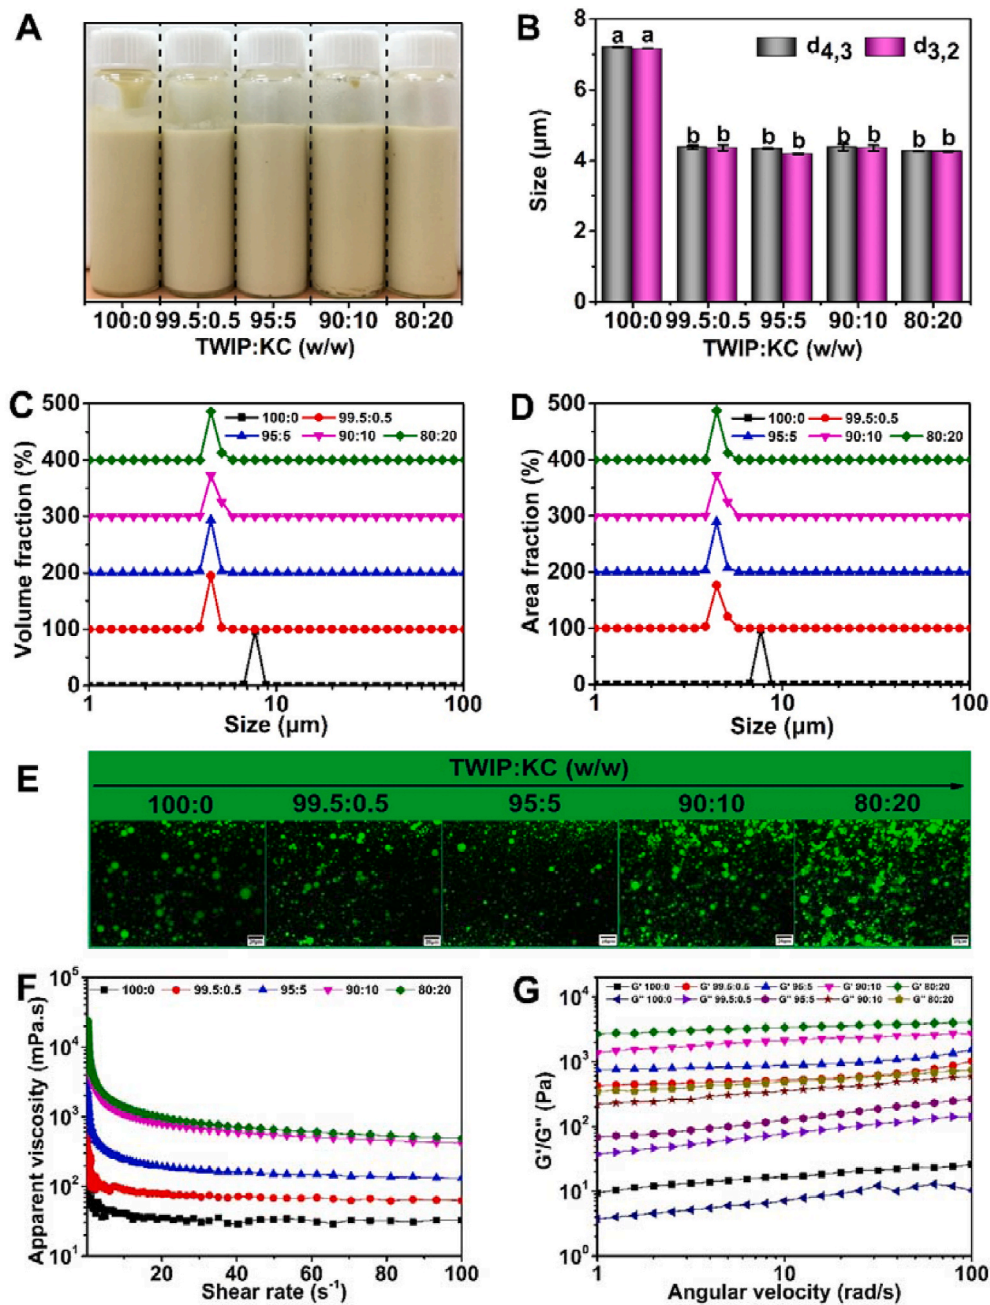 A
100:0 99.5:0.5 95:5 90:10 80:20
TWIP:KC (w/w)
B
8
6
4
2
0
Size (μm)
d4,3 d3,2
a a
b b b b b b b b
100:0 99.5:0.5 95:5 90:10 80:20
TWIP:KC (w/w)
C
500
400
300
200
100
0
Volume fraction (%)
100:0 99.5:0.5
95:5 90:10 80:20
1 10 100
Size (μm)
D
500
400
300
200
100
0
Area fraction (%)
100:0 99.5:0.5
95:5 90:10 80:20
1 10 100
Size (μm)
E
TWIP:KC (w/w)
100:0 99.5:0.5 95:5 90:10 80:20
F
10^5
10^4
10^3
10^2
10^1
Apparent viscosity (mPa.s)
100:0 99.5:0.5 95:5 90:10 80:20
20 40 60 80 100
Shear rate (s^-1)
G
10^4
10^3
10^2
10^1
10^0
G'/G'' (Pa)
G' 100:0 G' 99.5:0.5 G' 95:5 G' 90:10 G' 80:20
G'' 100:0 G'' 99.5:0.5 G'' 95:5 G'' 90:10 G'' 80:20
1 10 100
Angular velocity (rad/s)